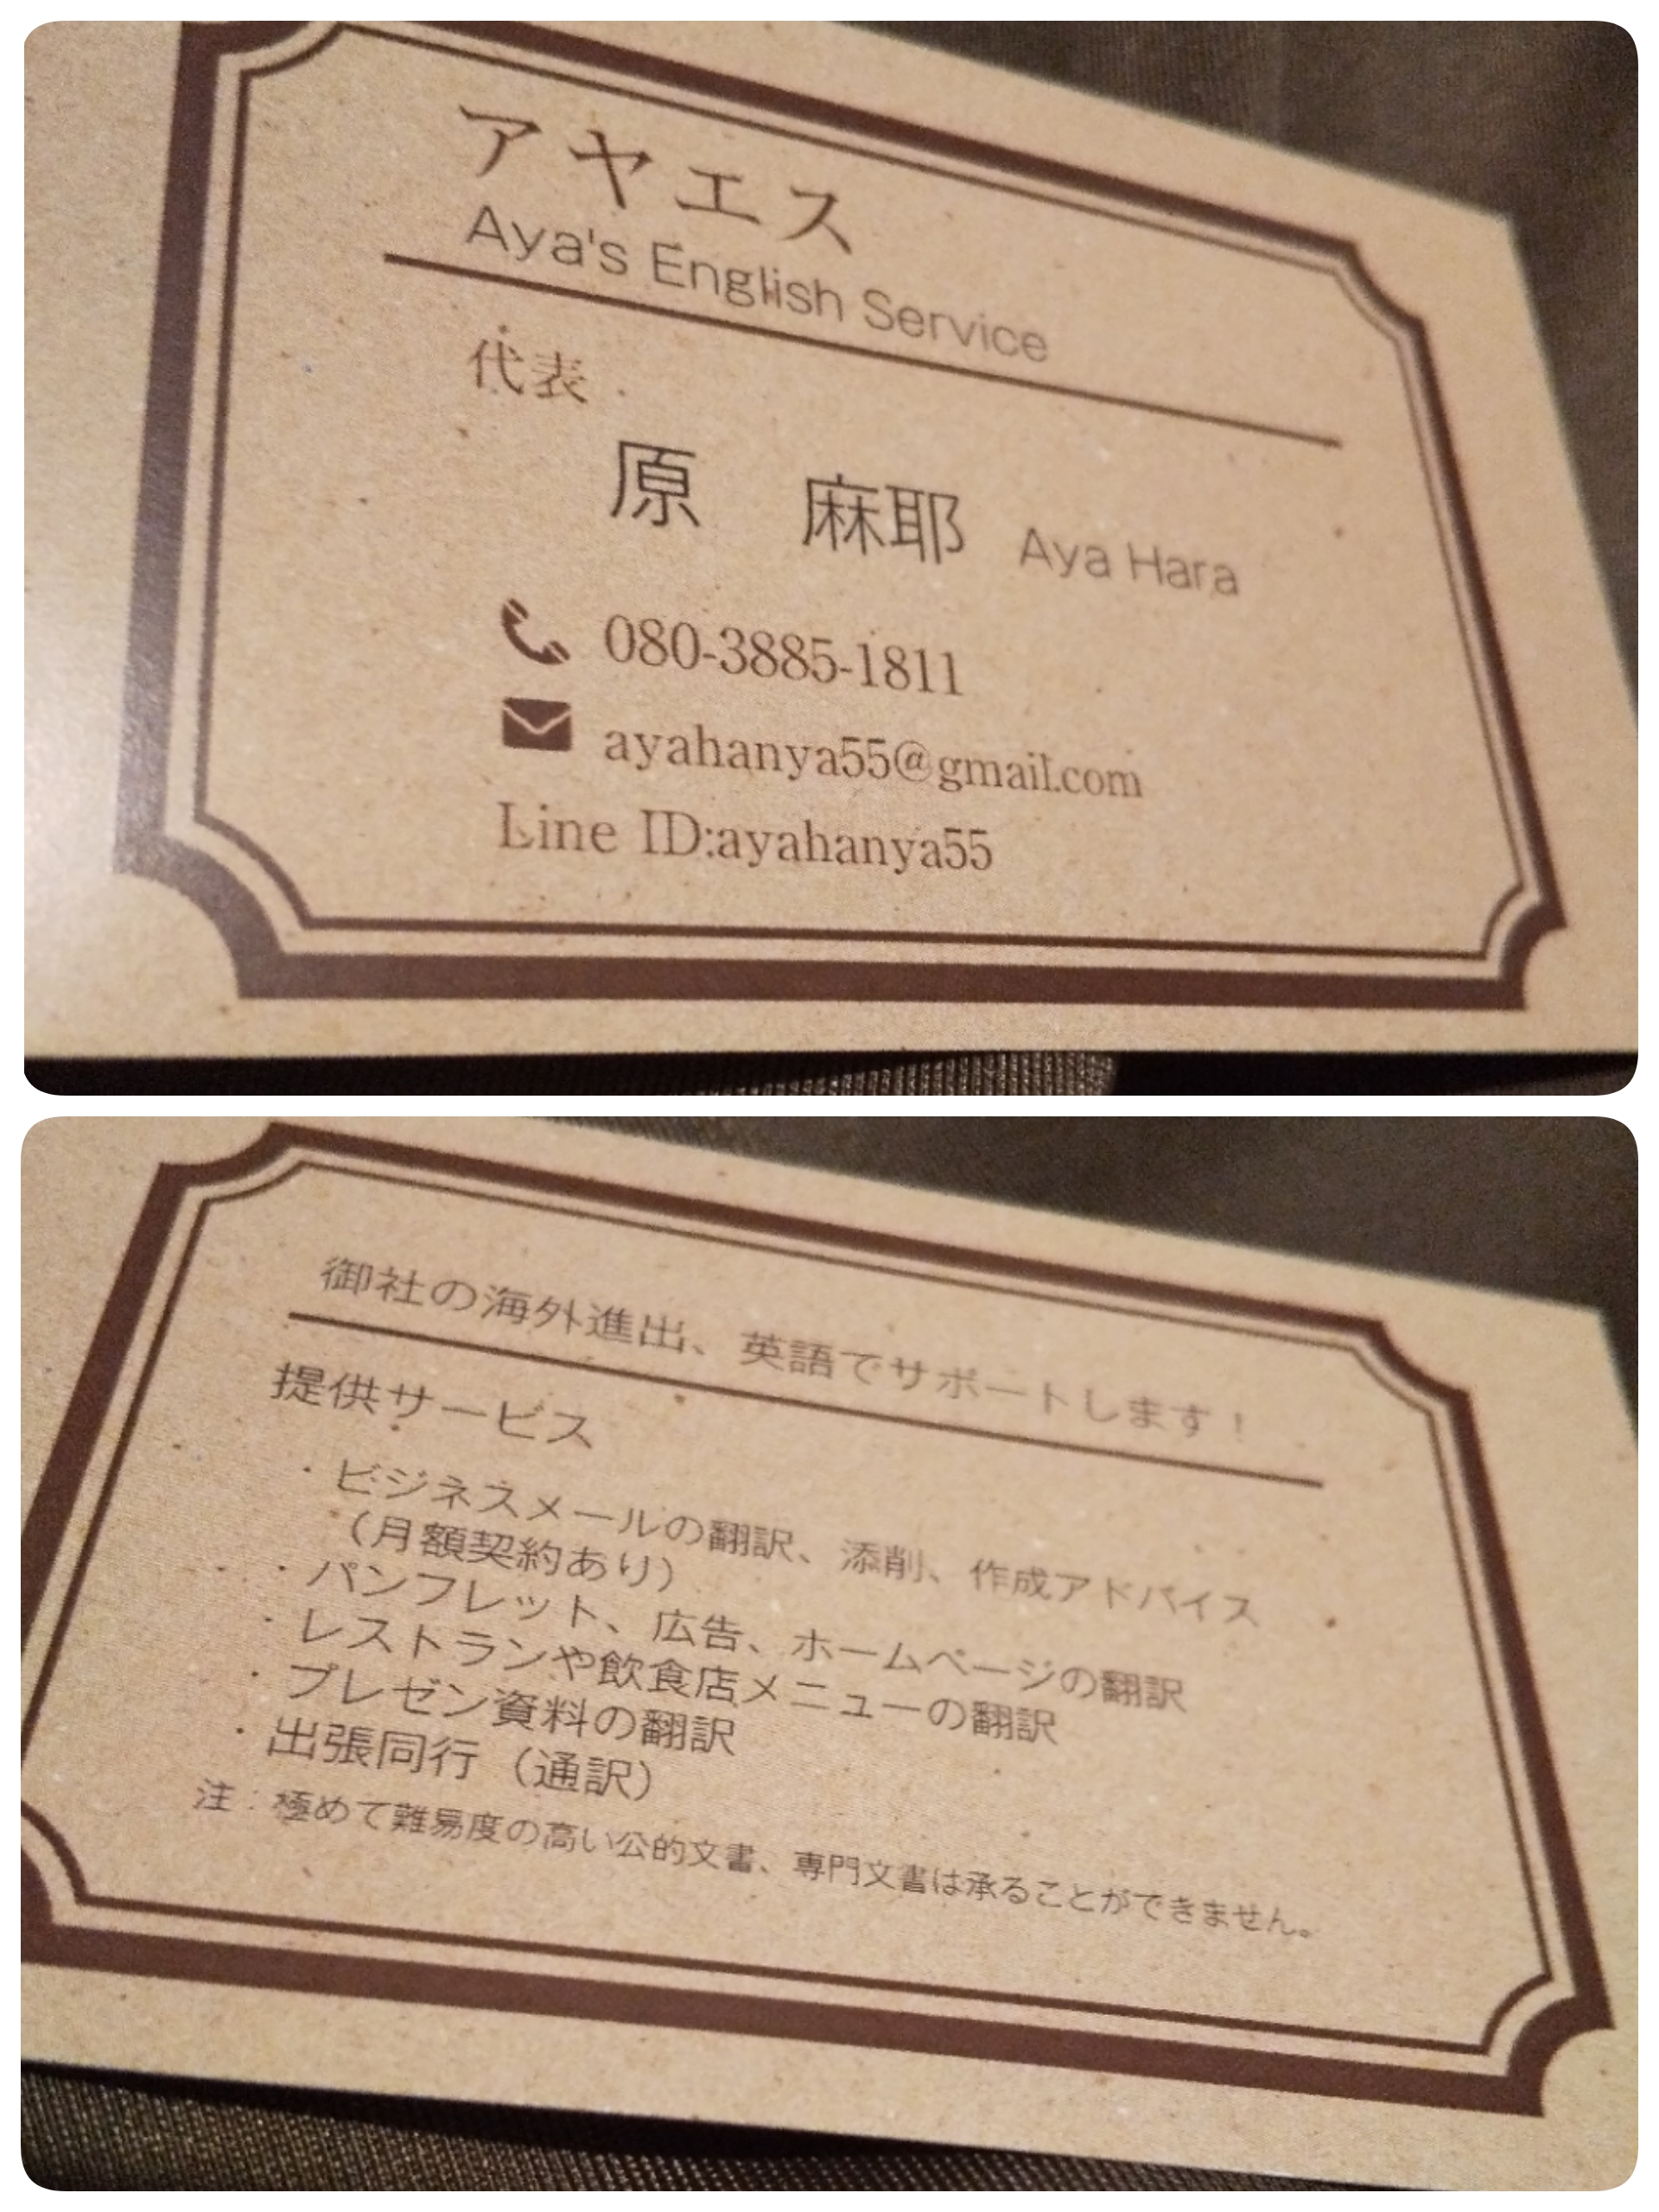 アヤエス
Aya's English Service
代表
原　麻耶 Aya Hara
080-3885-1811
ayahanya55@gmail.com
Line ID:ayahanya55
御社の海外進出、英語でサポートします！
提供サービス
・ビジネスメールの翻訳、添削、作成アドバイス
（月額契約あり）
・パンフレット、広告、ホームページの翻訳
・レストランや飲食店メニューの翻訳
・プレゼン資料の翻訳
・出張同行（通訳）
注：極めて難易度の高い公的文書、専門文書は承ることができません。